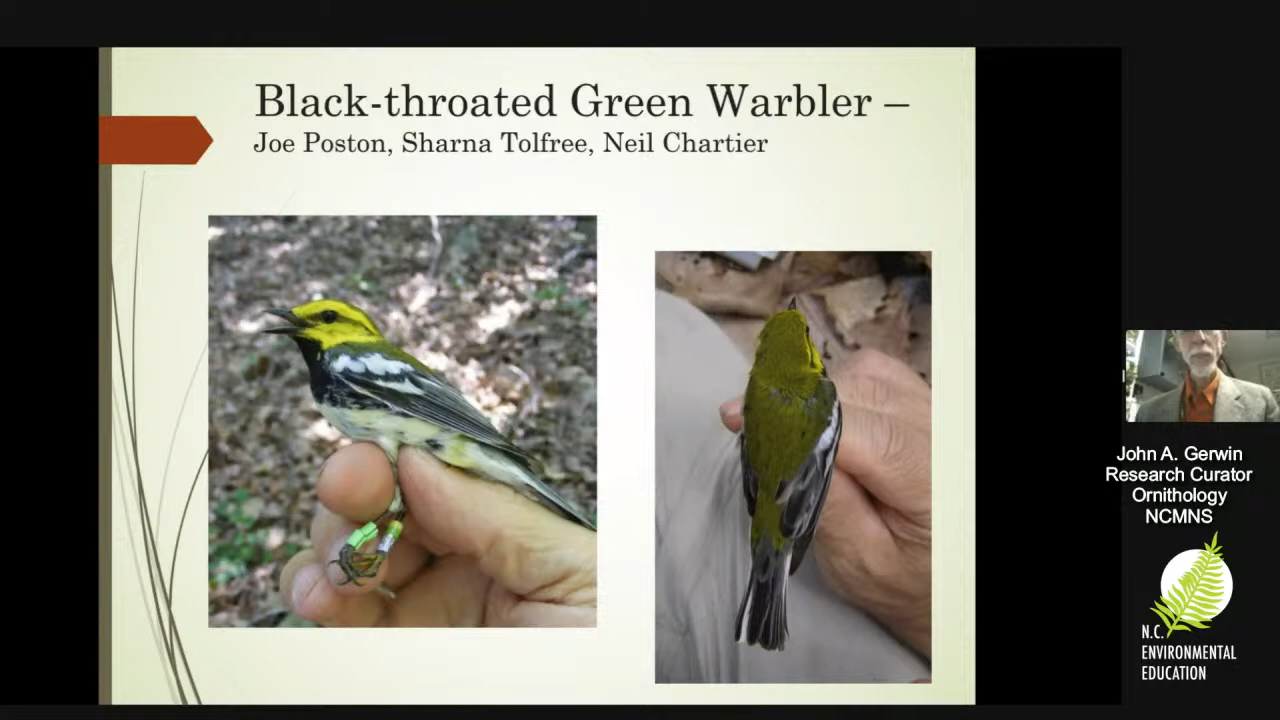 Black-throated Green Warbler –
Joe Poston, Sharna Tolfree, Neil Chartier
John A. Gerwin
Research Curator
Ornithology
NCMNS
N.C.
ENVIRONMENTAL
EDUCATION